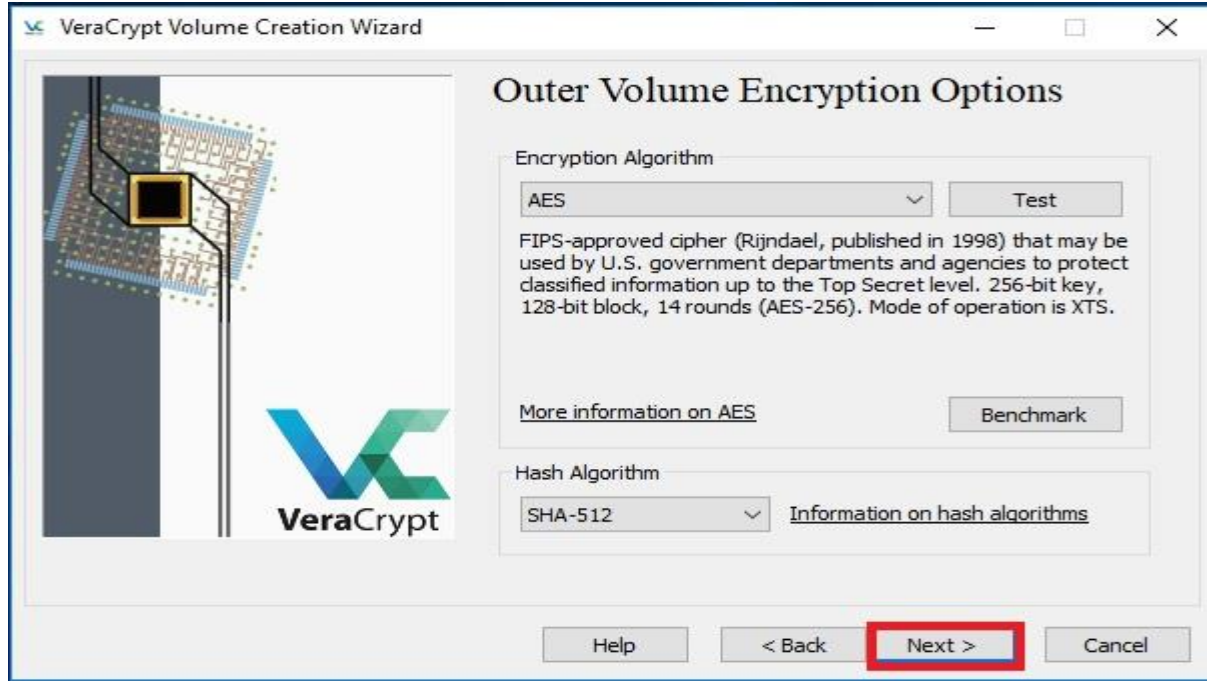 VeraCrypt Volume Creation Wizard
Outer Volume Encryption Options
Encryption Algorithm
AES
Test
FIPS-approved cipher (Rijndael, published in 1998) that may be
used by U.S. government departments and agencies to protect
classified information up to the Top Secret level. 256-bit key,
128-bit block, 14 rounds (AES-256). Mode of operation is XTS.
More information on AES
Benchmark
Hash Algorithm
SHA-512
Information on hash algorithms
VeraCrypt
Help
< Back
Next >
Cancel